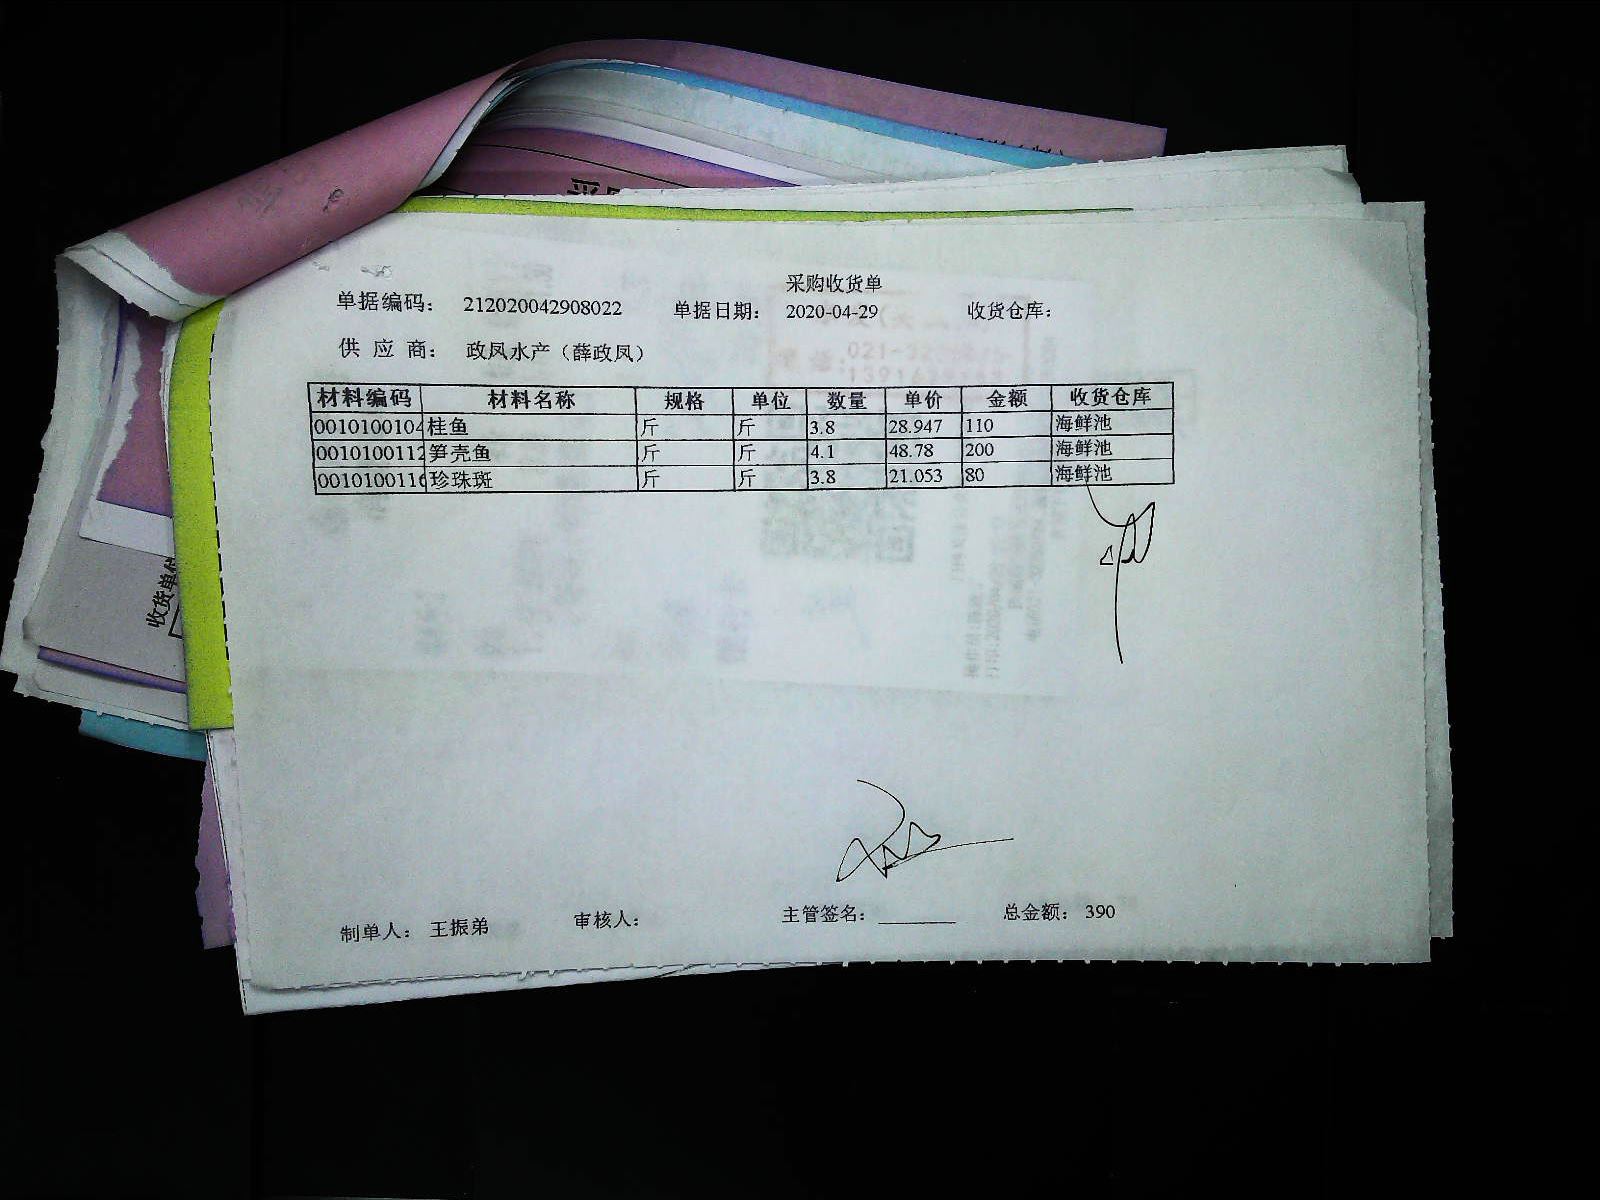 采购收货单
单据编码： 212020042908022 单据日期： 2020-04-29 收货仓库：
供 应 商： 政凤水产（薛政凤）
材料编码 材料名称 规格 单位 数量 单价 金额 收货仓库
0010100104 桂鱼 斤 斤 3.8 28.947 110 海鲜池
0010100112 笋壳鱼 斤 斤 4.1 48.78 200 海鲜池
0010100116 珍珠斑 斤 斤 3.8 21.053 80 海鲜池
收货单位
制单人： 王振弟 审核人： 主管签名： 总金额： 390